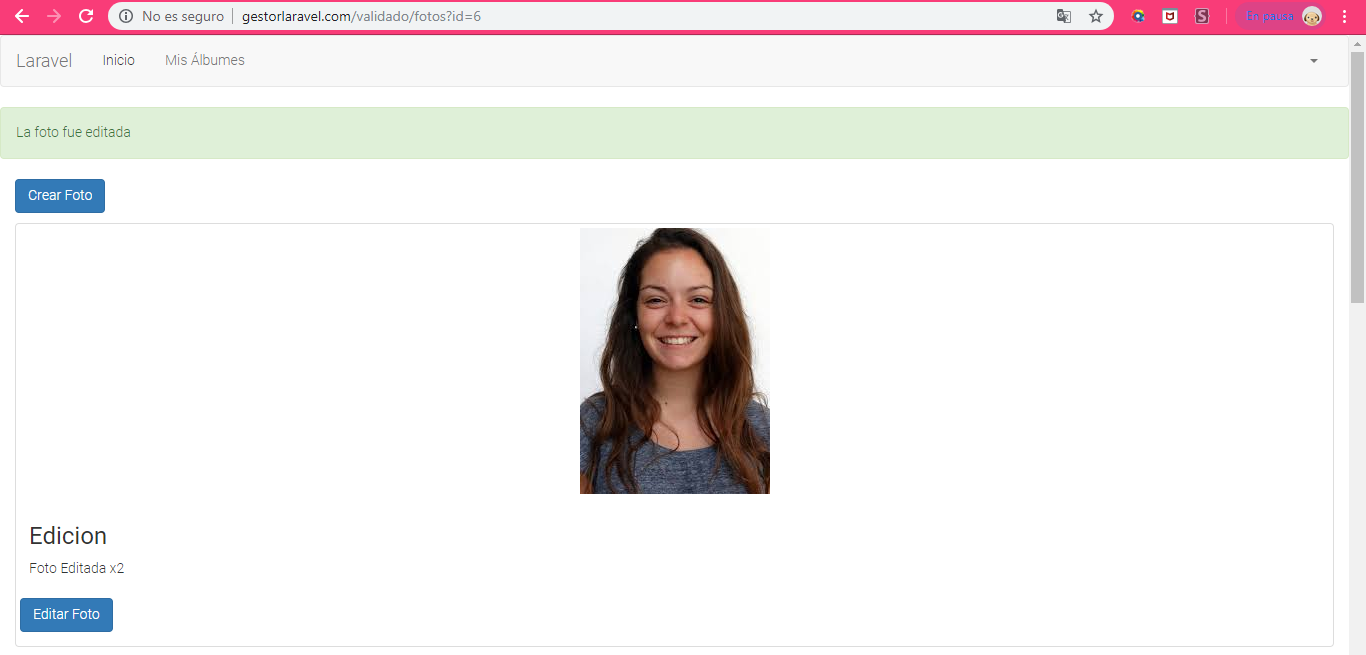 No es seguro | gestorlaravel.com/validado/fotos?id=6
En pausa
Laravel Inicio Mis Álbumes
La foto fue editada
Crear Foto
Edicion
Foto Editada x2
Editar Foto